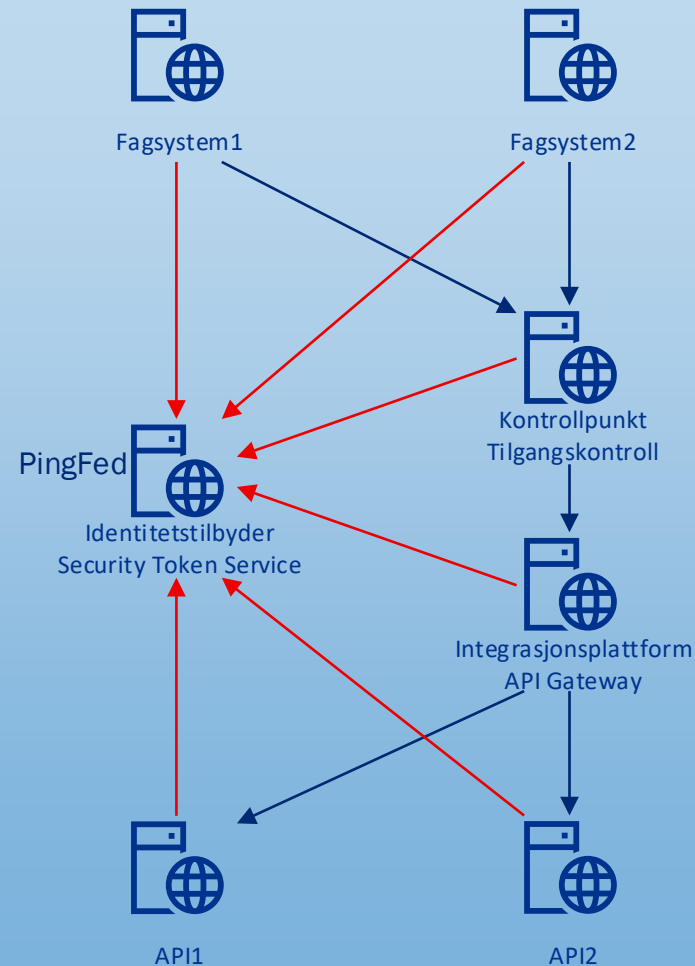 Fagsystem1
Fagsystem2
Kontrollpunkt
Tilgangskontroll
PingFed
Identitetstilbyder
Security Token Service
Integrasjonsplattform
API Gateway
API1
API2